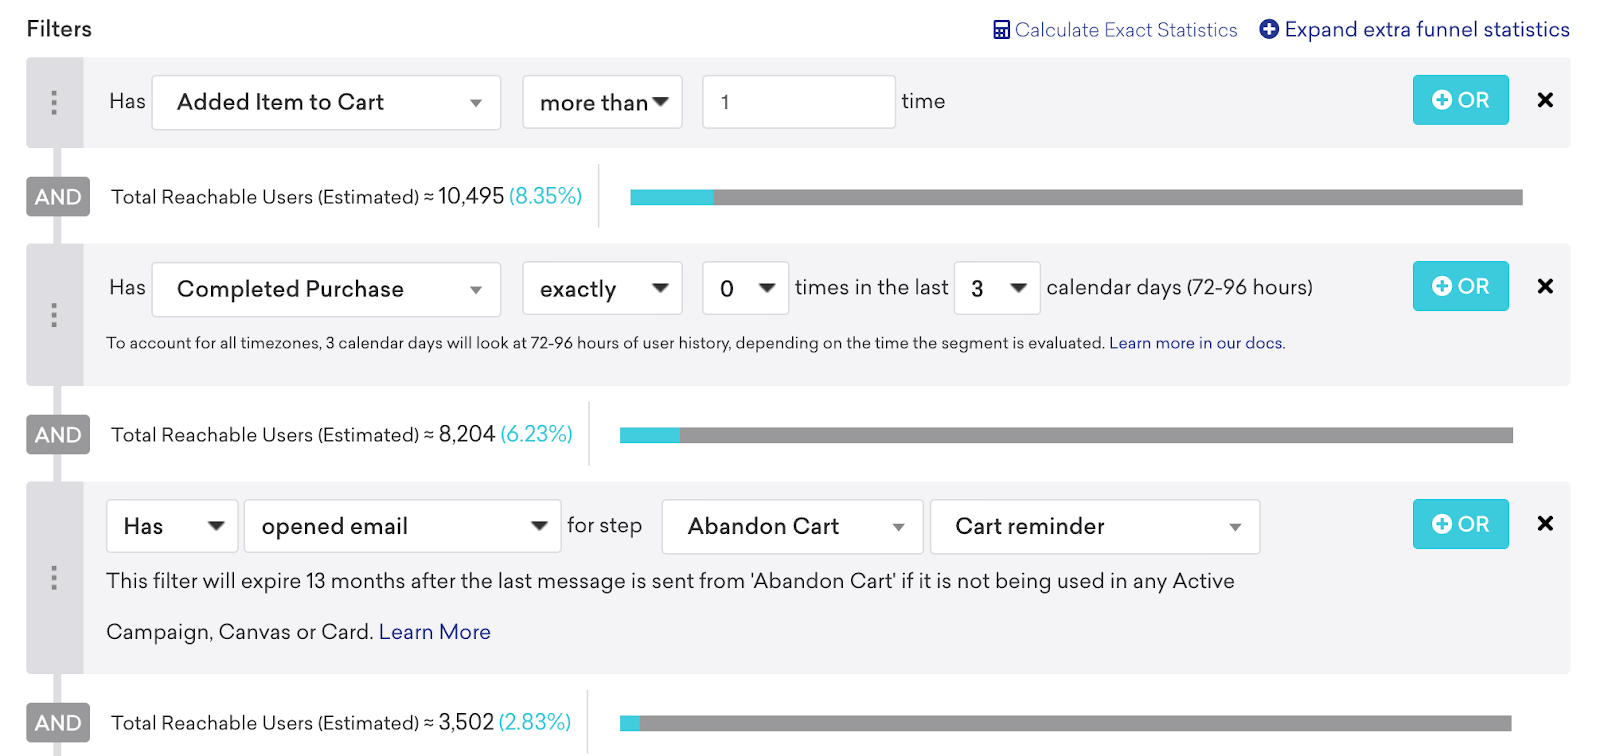 Filters
Calculate Exact Statistics Expand extra funnel statistics
Has Added Item to Cart more than 1 time OR
AND Total Reachable Users (Estimated) ≈ 10,495 (8.35%)
Has Completed Purchase exactly 0 times in the last 3 calendar days (72-96 hours) OR
To account for all timezones, 3 calendar days will look at 72-96 hours of user history, depending on the time the segment is evaluated. Learn more in our docs.
AND Total Reachable Users (Estimated) ≈ 8,204 (6.23%)
Has opened email for step Abandon Cart Cart reminder OR
This filter will expire 13 months after the last message is sent from 'Abandon Cart' if it is not being used in any Active
Campaign, Canvas or Card. Learn More
AND Total Reachable Users (Estimated) ≈ 3,502 (2.83%)